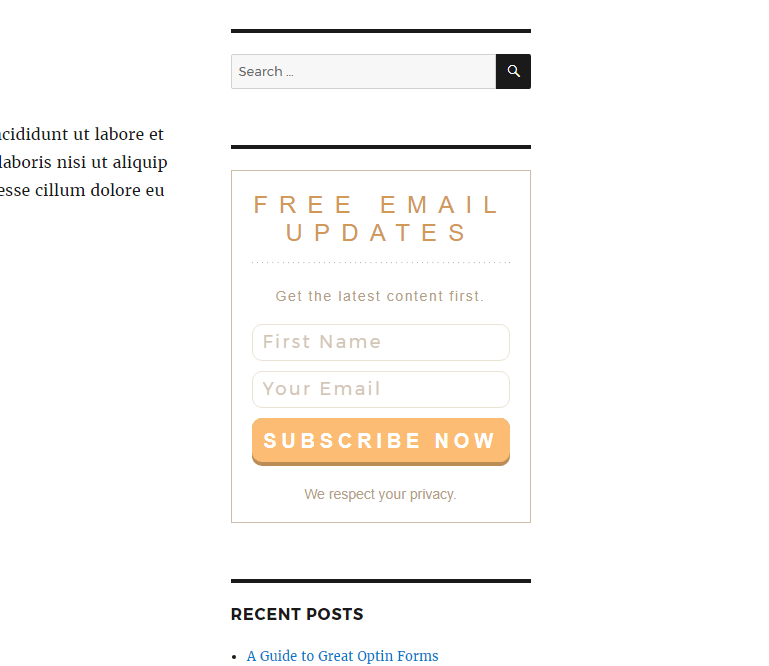 Search ...
ncididunt ut labore et
laboris nisi ut aliquip
esse cillum dolore eu
FREE EMAIL
UPDATES
Get the latest content first.
First Name
Your Email
SUBSCRIBE NOW
We respect your privacy.
RECENT POSTS
A Guide to Great Optin Forms